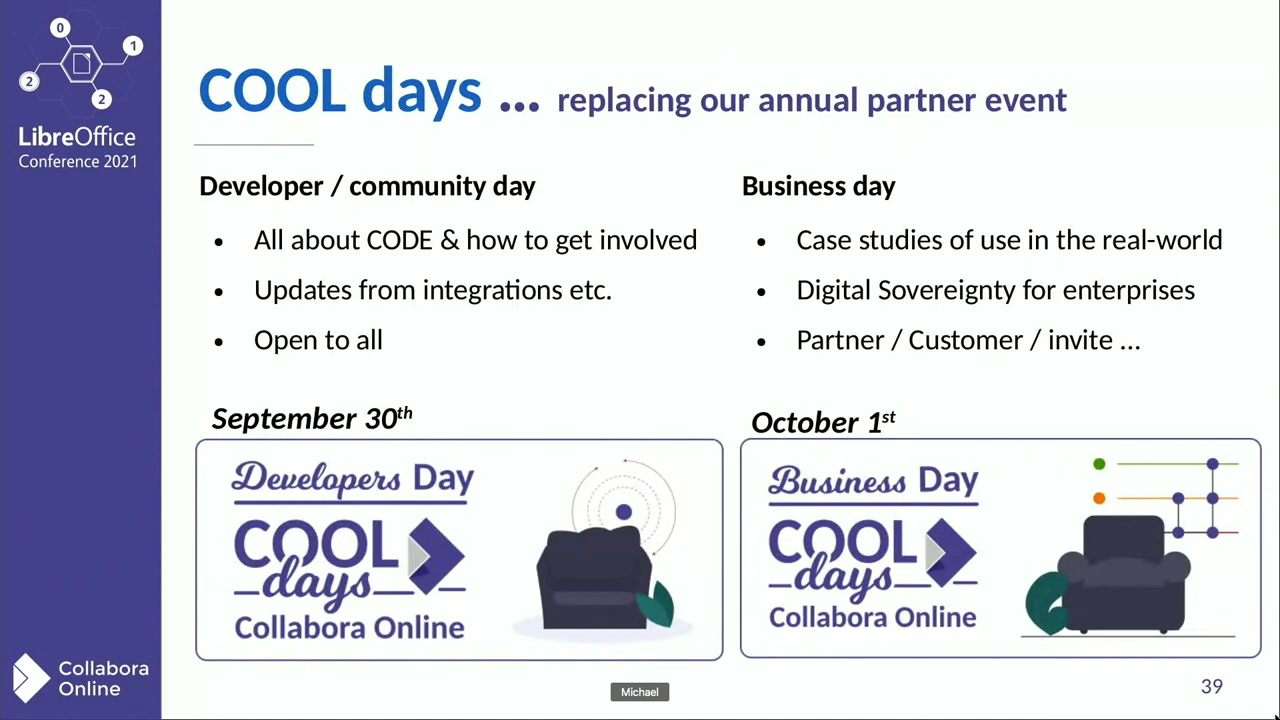 0
1
2
2
LibreOffice
Conference 2021
COOL days ... replacing our annual partner event
Developer / community day
• All about CODE & how to get involved
• Updates from integrations etc.
• Open to all
September 30th
Developers Day
COOL
days
Collabora Online
Business day
• Case studies of use in the real-world
• Digital Sovereignty for enterprises
• Partner / Customer / invite ...
October 1st
Business Day
COOL
days
Collabora Online
Collabora
Online
Michael
39